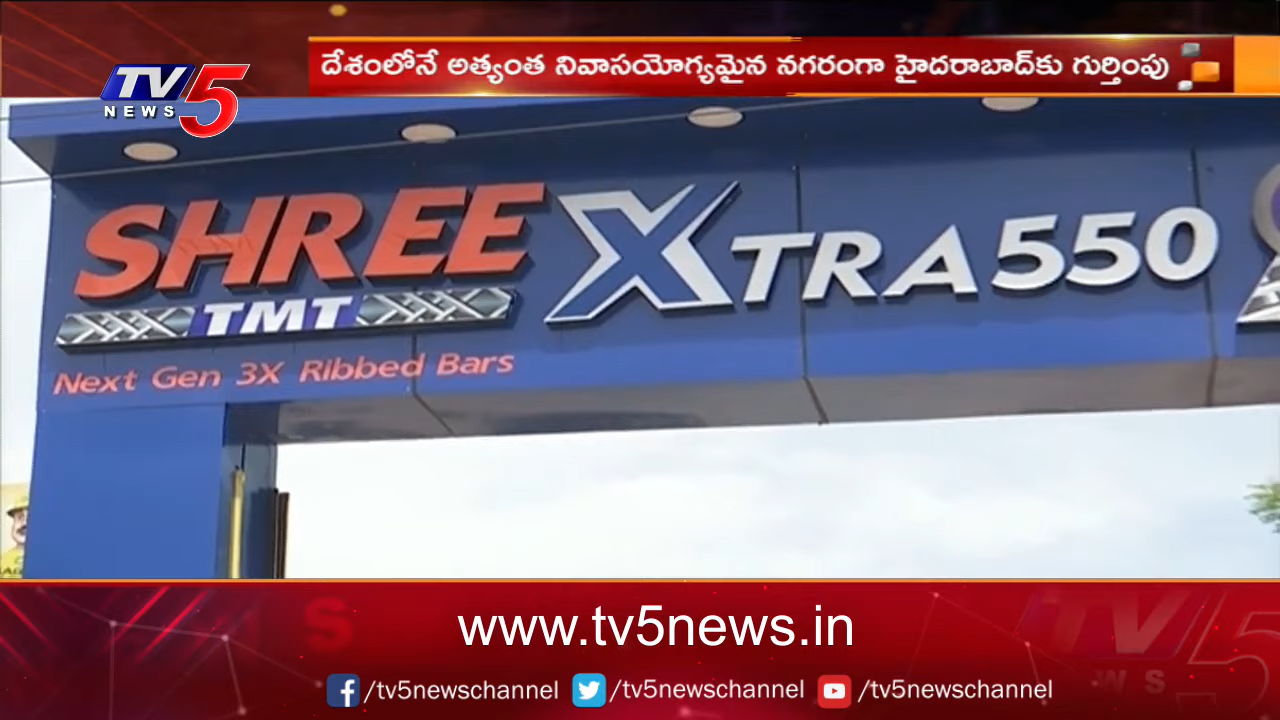 TV5
NEWS
దేశంలోనే అత్యంత నివాసయోగ్యమైన నగరంగా హైదరాబాద్‌కు గుర్తింపు
SHREE XTRA 550
TMT
Next Gen 3X Ribbed Bars
www.tv5news.in
/tv5newschannel /tv5newschannel /tv5newschannel